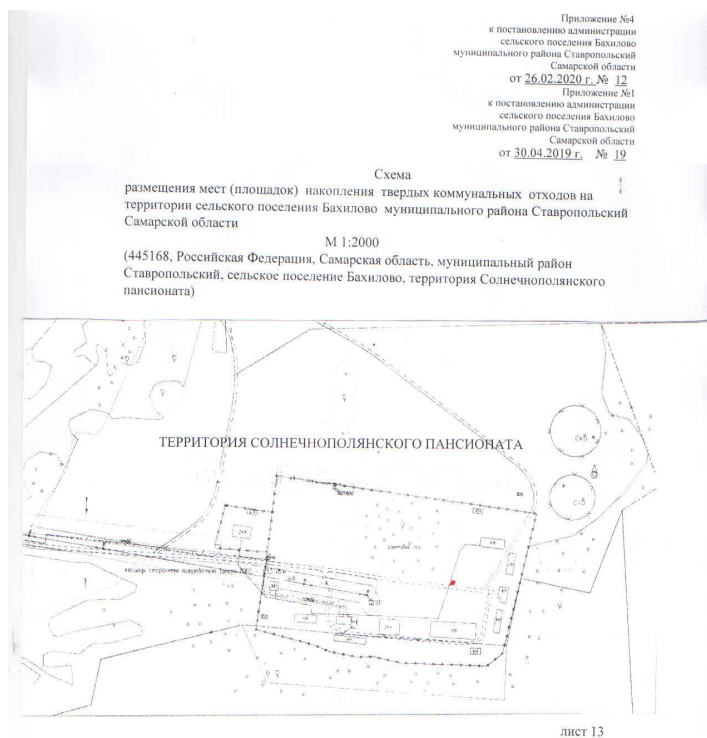 Приложение №4
к постановлению администрации
сельского поселения Бахилово
муниципального района Ставропольский
Самарской области
от 26.02.2020 г. № 12
Приложение №1
к постановлению администрации
сельского поселения Бахилово
муниципального района Ставропольский
Самарской области
от 30.04.2019 г. № 19
Схема
размещения мест (площадок) накопления твердых коммунальных отходов на
территории сельского поселения Бахилово муниципального района Ставропольский
Самарской области
М 1:2000
(445168, Российская Федерация, Самарская область, муниципальный район
Ставропольский, сельское поселение Бахилово, территория Солнечнополянского
пансионата)
ТЕРРИТОРИЯ СОЛНЕЧНОПОЛЯНСКОГО ПАНСИОНАТА
лист 13